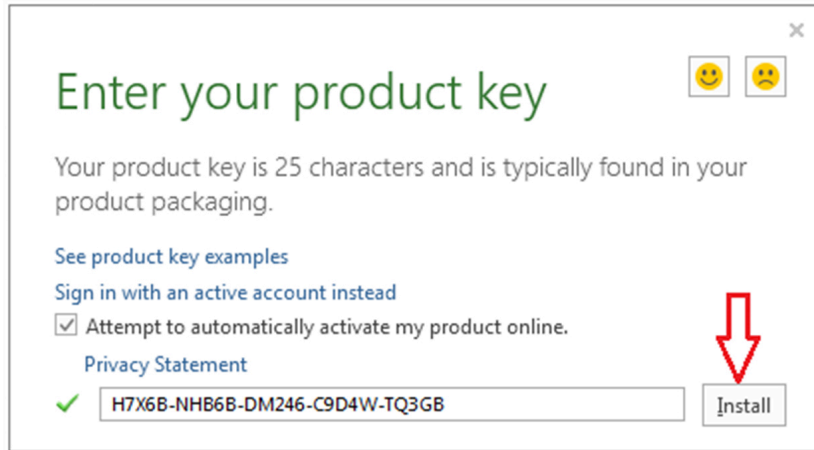 Enter your product key
Your product key is 25 characters and is typically found in your
product packaging.
See product key examples
Sign in with an active account instead
Attempt to automatically activate my product online.
Privacy Statement
H7X6B-NHB6B-DM246-C9D4W-TQ3GB
Install